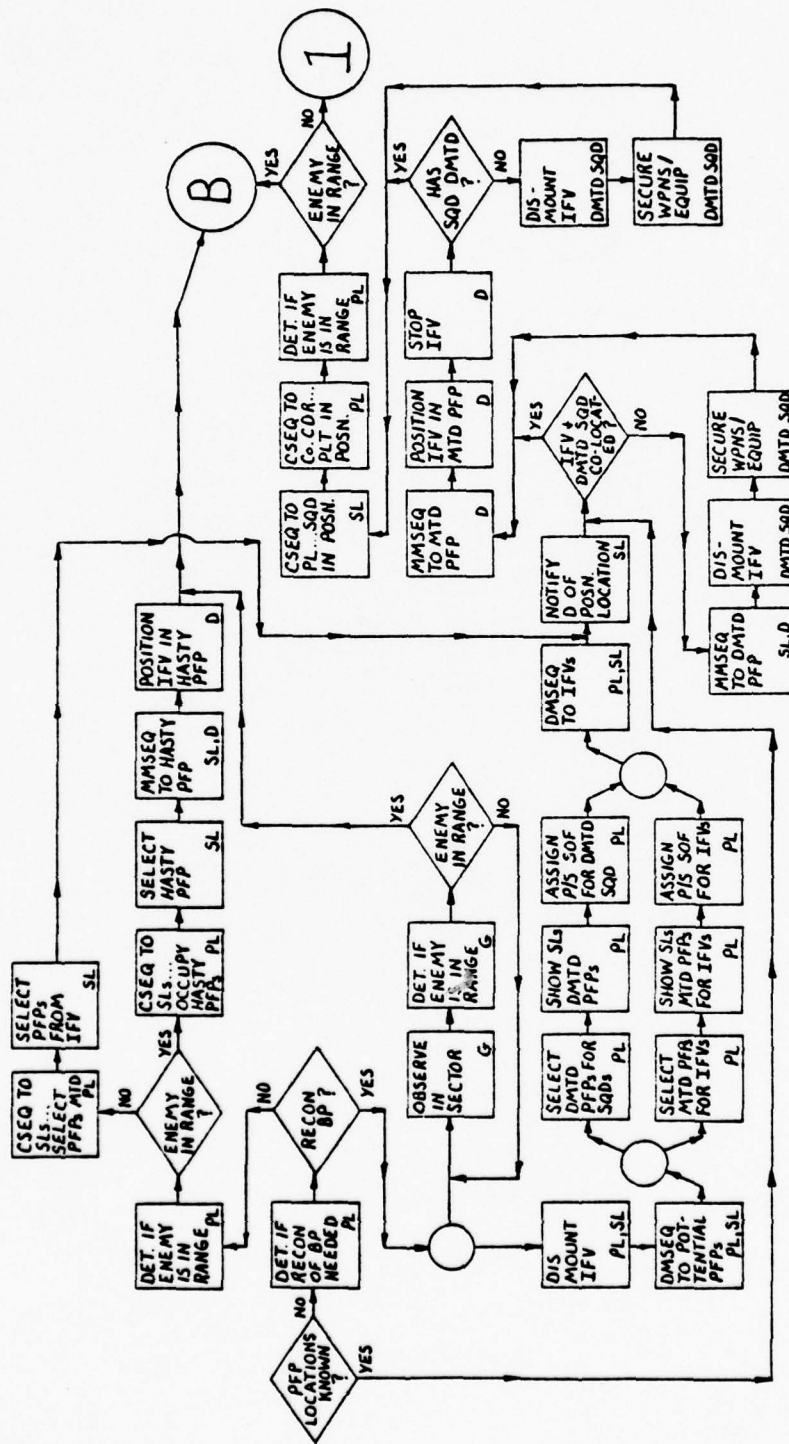 PFP
LOCATIONS
KNOWN
?
NO
YES
DET. IF
RECON
OF BP
NEEDED
PL
RECON
BP ?
NO
YES
DET. IF
ENEMY
IS IN
RANGE
PL
ENEMY
IN RANGE
?
NO
YES
CSEQ TO
SLs...
SELECT
PFPs MTD
PL
SELECT
PFPs
FROM
IFV
SL
CSEQ TO
SLs...
OCCUPY
HASTY
PFPs
PL
SELECT
HASTY
PFP
SL
MMSEQ
TO HASTY
PFP
SL,D
POSITION
IFV IN
HASTY
PFP
D
B
OBSERVE
IN
SECTOR
G
DET. IF
ENEMY
IS IN
RANGE
G
ENEMY
IN RANGE
?
YES
NO
DIS
MOUNT
IFV
PL,SL
DMSEQ
TO POT-
TENTIAL
PFPs
PL,SL
SELECT
DMTD
PFPs FOR
SQDs
PL
SHOW SLs
DMTD
PFPs
PL
ASSIGN
P/S SOF
FOR DMTD
SQD
PL
SELECT
MTD PFPs
FOR IFVs
PL
SHOW SLs
MTD PFPs
FOR IFVs
PL
ASSIGN
P/S SOF
FOR IFVs
PL
DMSEQ
TO IFVs
PL,SL
NOTIFY
D OF
POSN.
LOCATION
SL
IFV +
DMTD SQD
CO-LOCAT-
ED ?
YES
NO
MMSEQ
TO DMTD
PFP
SL,D
DIS-
MOUNT
IFV
DMTD SQD
SECURE
WPNS/
EQUIP
DMTD SQD
MMSEQ
TO MTD
PFP
D
POSITION
IFV IN
MTD PFP
D
STOP
IFV
D
HAS
SQD DMTD
?
YES
NO
DIS-
MOUNT
IFV
DMTD SQD
SECURE
WPNS/
EQUIP
DMTD SQD
CSEQ TO
PL...SQD
IN POSN.
SL
CSEQ TO
Co. CDR...
PLT IN
POSN.
PL
DET. IF
ENEMY
IS IN
RANGE
PL
ENEMY
IN RANGE
?
YES
NO
1